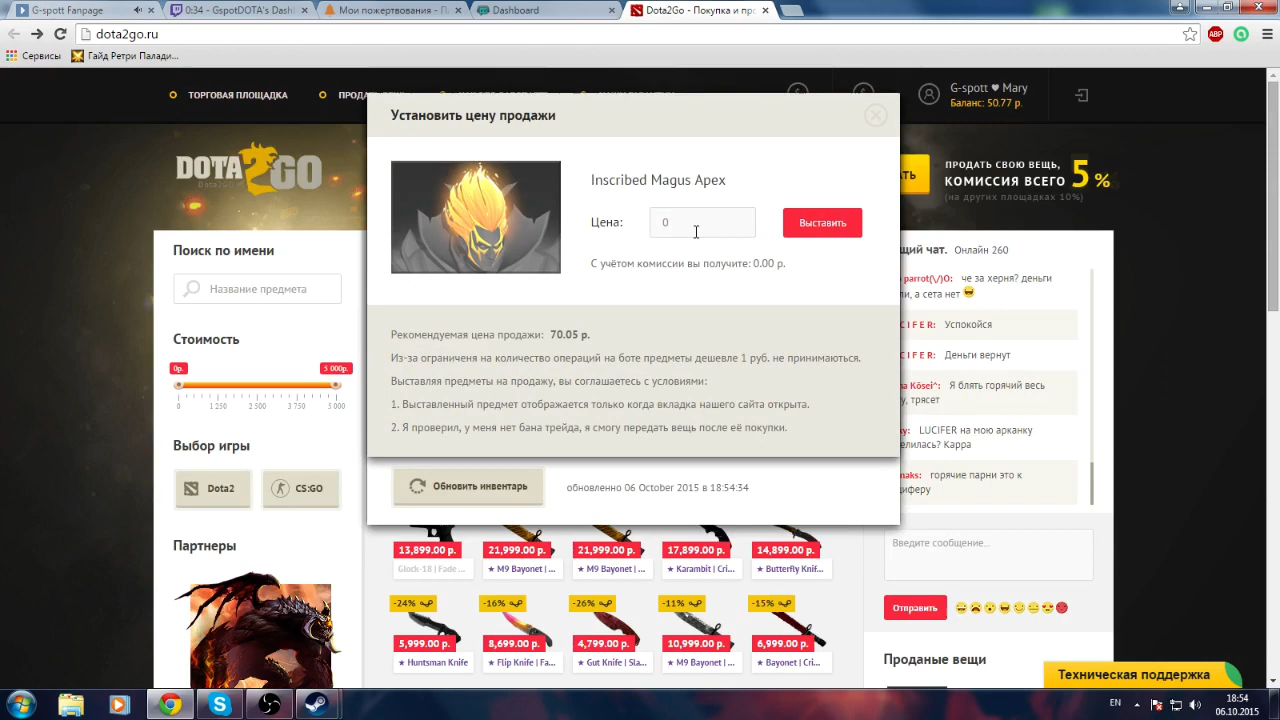 G-spott Fanpage
0:34 - GspotDOTA's Dashb
Мои пожертвования - P...
Dashboard
Dota2Go - Покупка и пр
dota2go.ru
ABP
Сервисы
Гайд Ретри Палади...
ТОРГОВАЯ ПЛОЩАДКА
G-spott ♥ Mary
Баланс: 50.77 р.
Установить цену продажи
DOTA2GO
ПРОДАТЬ СВОЮ ВЕЩЬ,
КОМИССИЯ ВСЕГО 5 %
(на других площадках 10%)
Inscribed Magus Apex
Цена:
0
Выставить
С учётом комиссии вы получите: 0.00 р.
Рекомендуемая цена продажи: 70.05 р.
Из-за ограничена на количество операций на боте предметы дешевле 1 руб. не принимаються.
Выставляя предметы на продажу, вы соглашаетесь с условиями:
1. Выставленный предмет отображается только когда вкладка нашего сайта открыта.
2. Я проверил, у меня нет бана трейда, я смогу передать вещь после её покупки.
Обновить инвентарь
обновленно 06 October 2015 в 18:54:34
Поиск по имени
Название предмета
Стоимость
0р.
5 000р.
0 1 250 2 500 3 750 5 000
Выбор игры
Dota2
CS:GO
Партнеры
13,899.00 р.
21,999.00 р.
21,999.00 р.
17,899.00 р.
14,899.00 р.
Glock-18 | Fade ...
★ M9 Bayonet | ...
★ M9 Bayonet | ...
★ Karambit | Cri...
★ Butterfly Knif...
-24%
-16%
-26%
-11%
-15%
5,999.00 р.
8,699.00 р.
4,799.00 р.
10,999.00 р.
6,999.00 р.
★ Huntsman Knife
★ Flip Knife | Fa...
★ Gut Knife | Sla...
★ M9 Bayonet | ...
★ Bayonet | Cri...
чат. Онлайн 260
parrot(\/)O: че за херня? деньги
а сета нет
C I F E R: Успокойся
C I F E R: Деньги вернут
Kōsei^: Я блять горячий весь
трясет
LUCIFER на мою арканку
Карра
горячие парни это к
Введите сообщение...
Отправить
Проданые вещи
Техническая поддержка
EN
18:54
06.10.2015